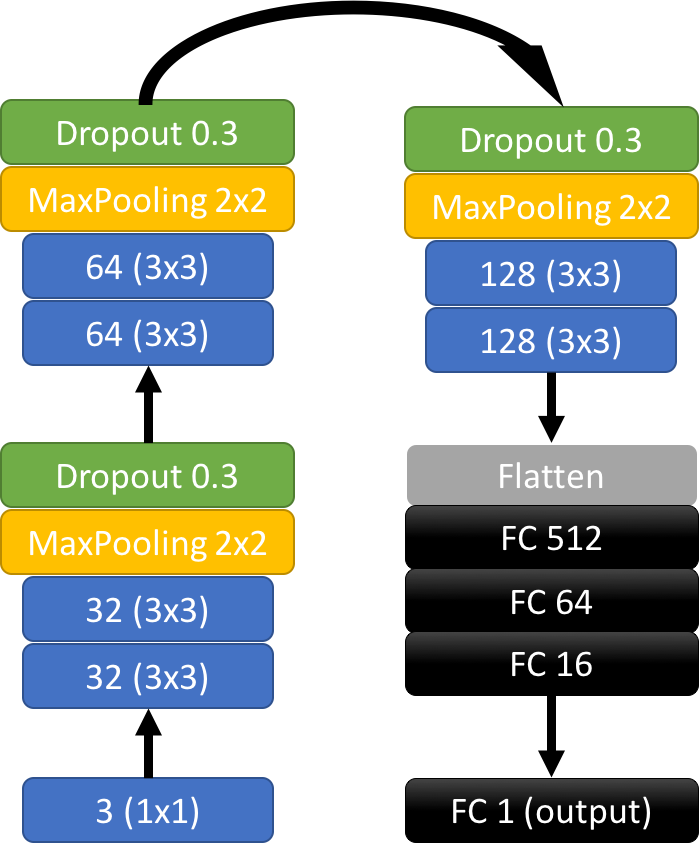 Dropout 0.3
MaxPooling 2x2
64 (3x3)
64 (3x3)
Dropout 0.3
MaxPooling 2x2
32 (3x3)
32 (3x3)
3 (1x1)
Dropout 0.3
MaxPooling 2x2
128 (3x3)
128 (3x3)
Flatten
FC 512
FC 64
FC 16
FC 1 (output)